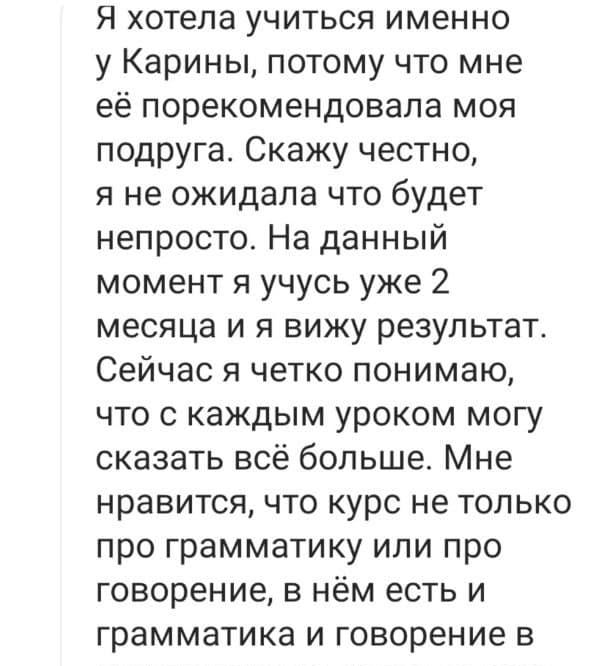 Я хотела учиться именно
у Карины, потому что мне
её порекомендовала моя
подруга. Скажу честно,
я не ожидала что будет
непросто. На данный
момент я учусь уже 2
месяца и я вижу результат.
Сейчас я четко понимаю,
что с каждым уроком могу
сказать всё больше. Мне
нравится, что курс не только
про грамматику или про
говорение, в нём есть и
грамматика и говорение в